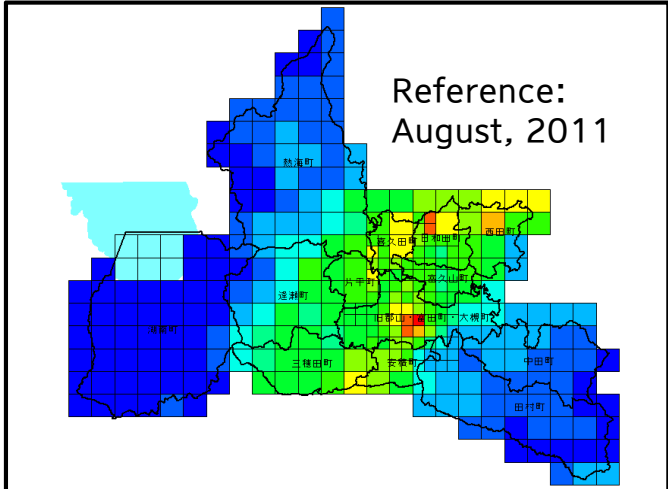 Reference:
August, 2011
熱海町
西田町
喜久田町
日和田町
片平町
富久山町
逢瀬町
湖南町
旧郡山・富田町・大槻町
三穂田町
安積町
中田町
田村町